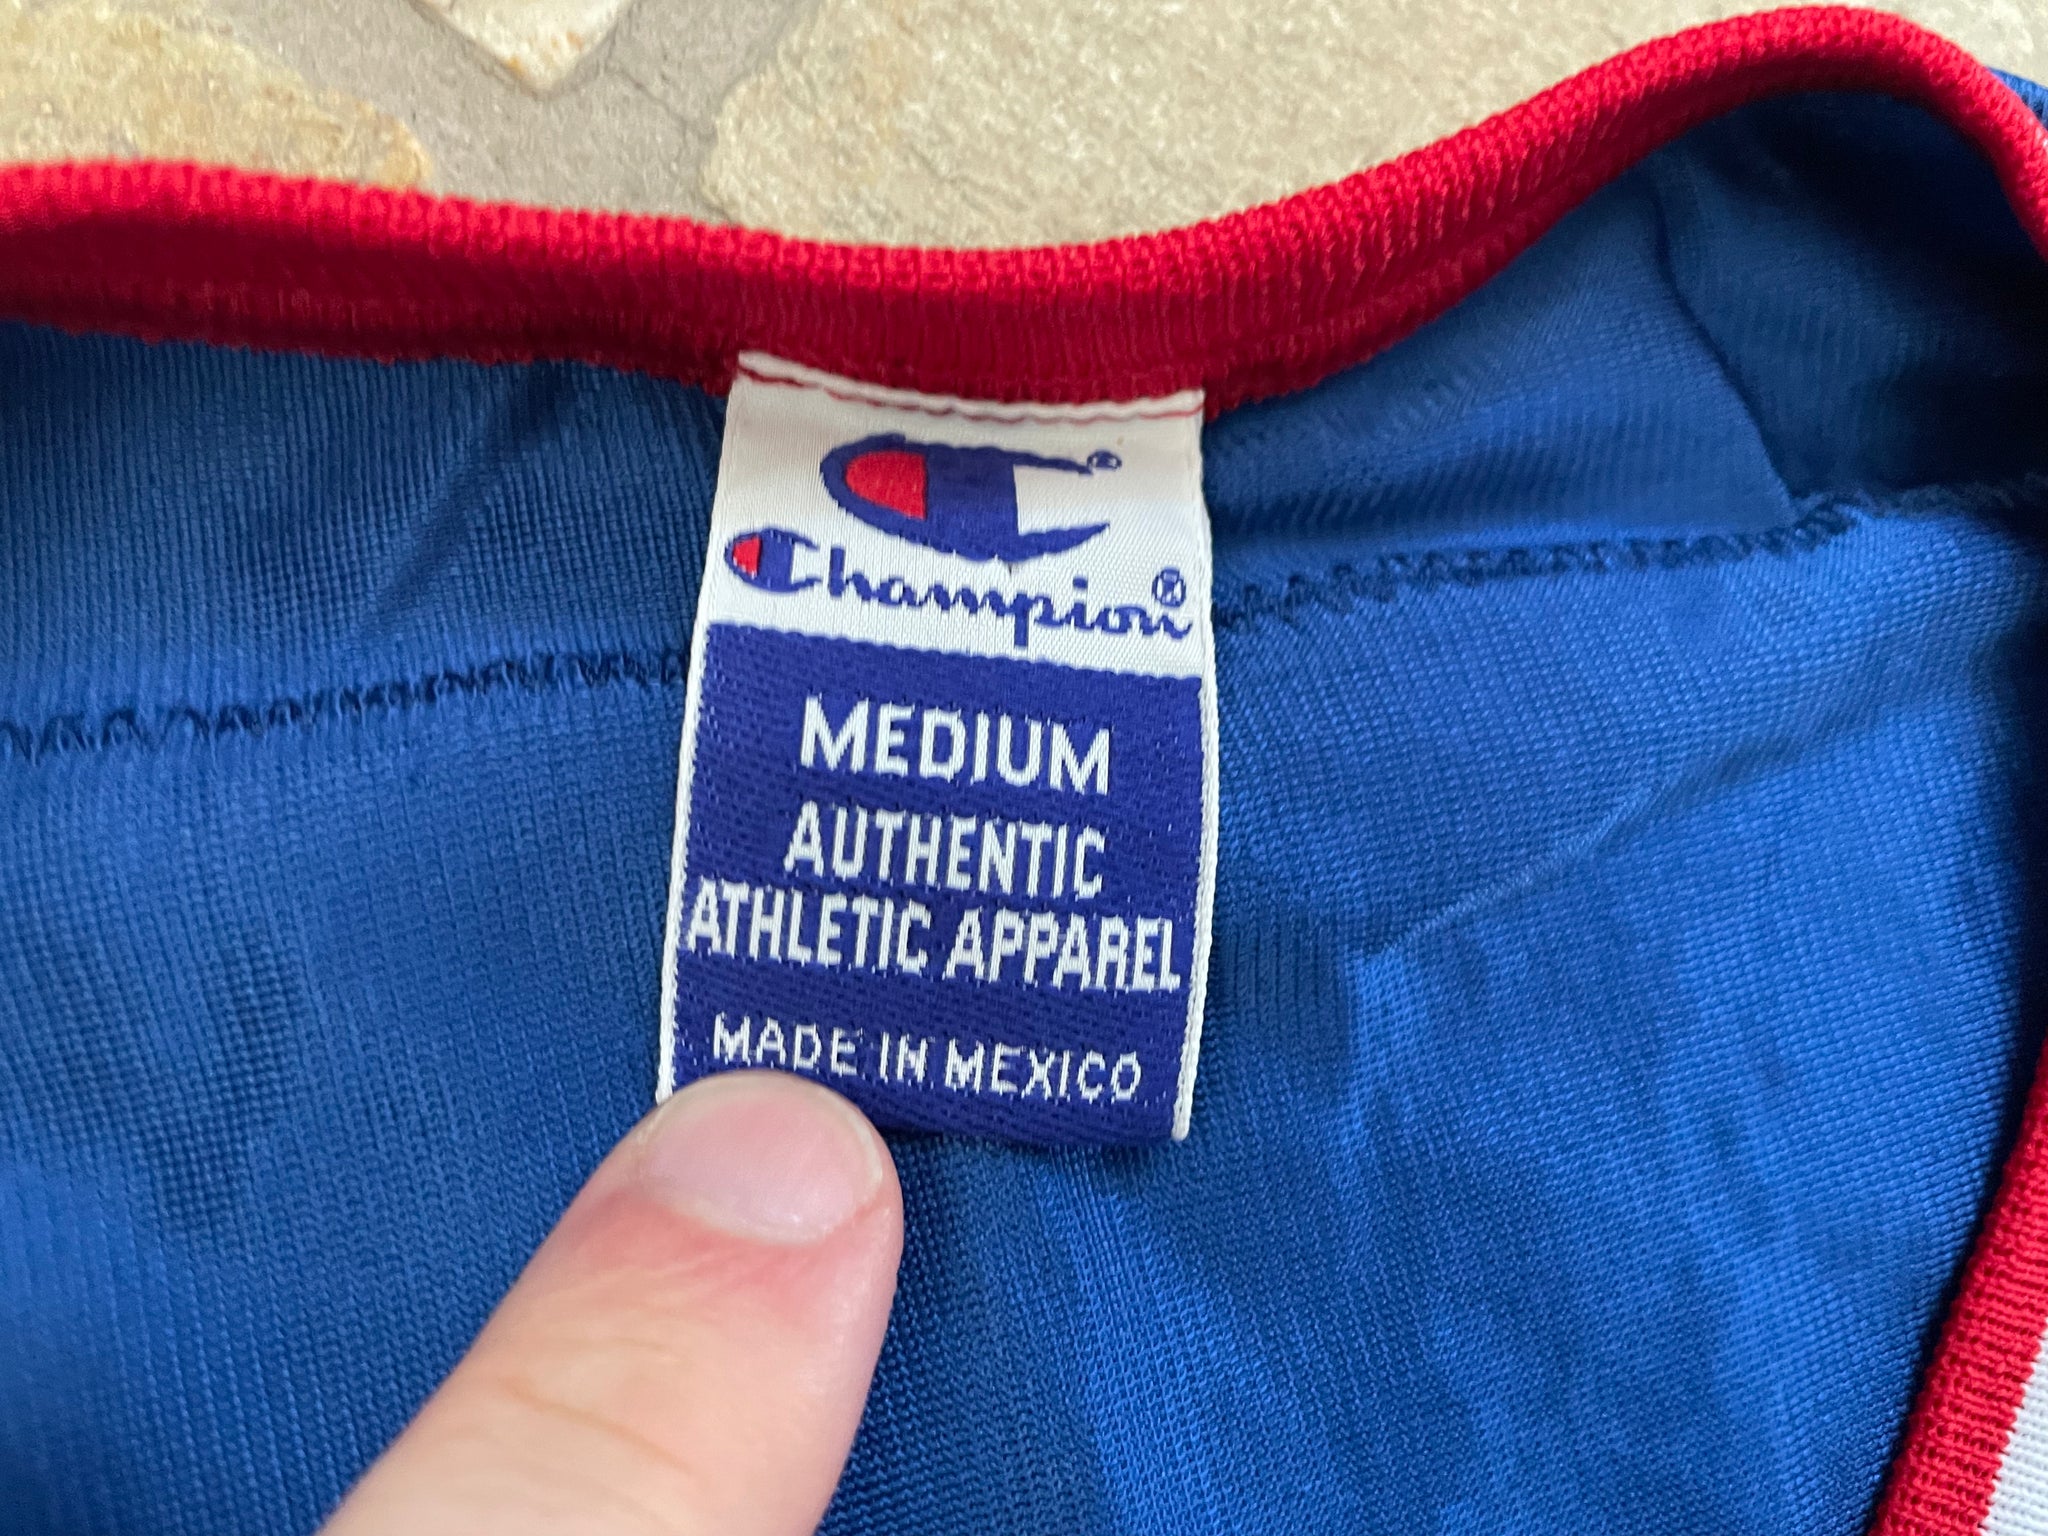 Champion®
MEDIUM
AUTHENTIC
ATHLETIC APPAREL
MADE IN MEXICO